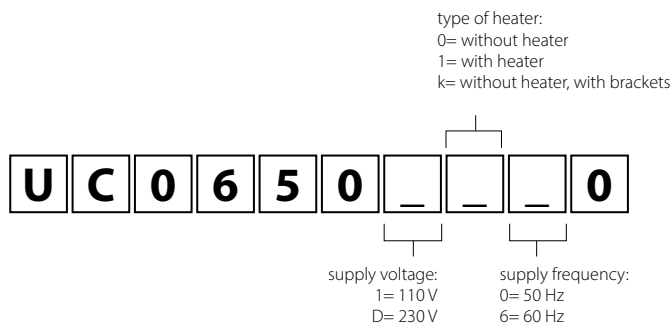 type of heater:
0= without heater
1= with heater
k= without heater, with brackets
U C 0 6 5 0 _ _ _ 0
supply voltage:
1= 110 V
D= 230 V
supply frequency:
0= 50 Hz
6= 60 Hz